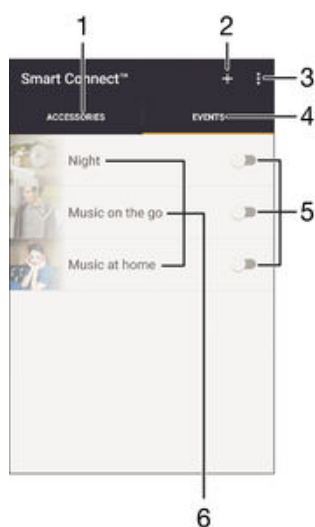 1 2
Smart Connect™ 3
ACCESSORIES EVENTS 4
Night
Music on the go 5
Music at home
6